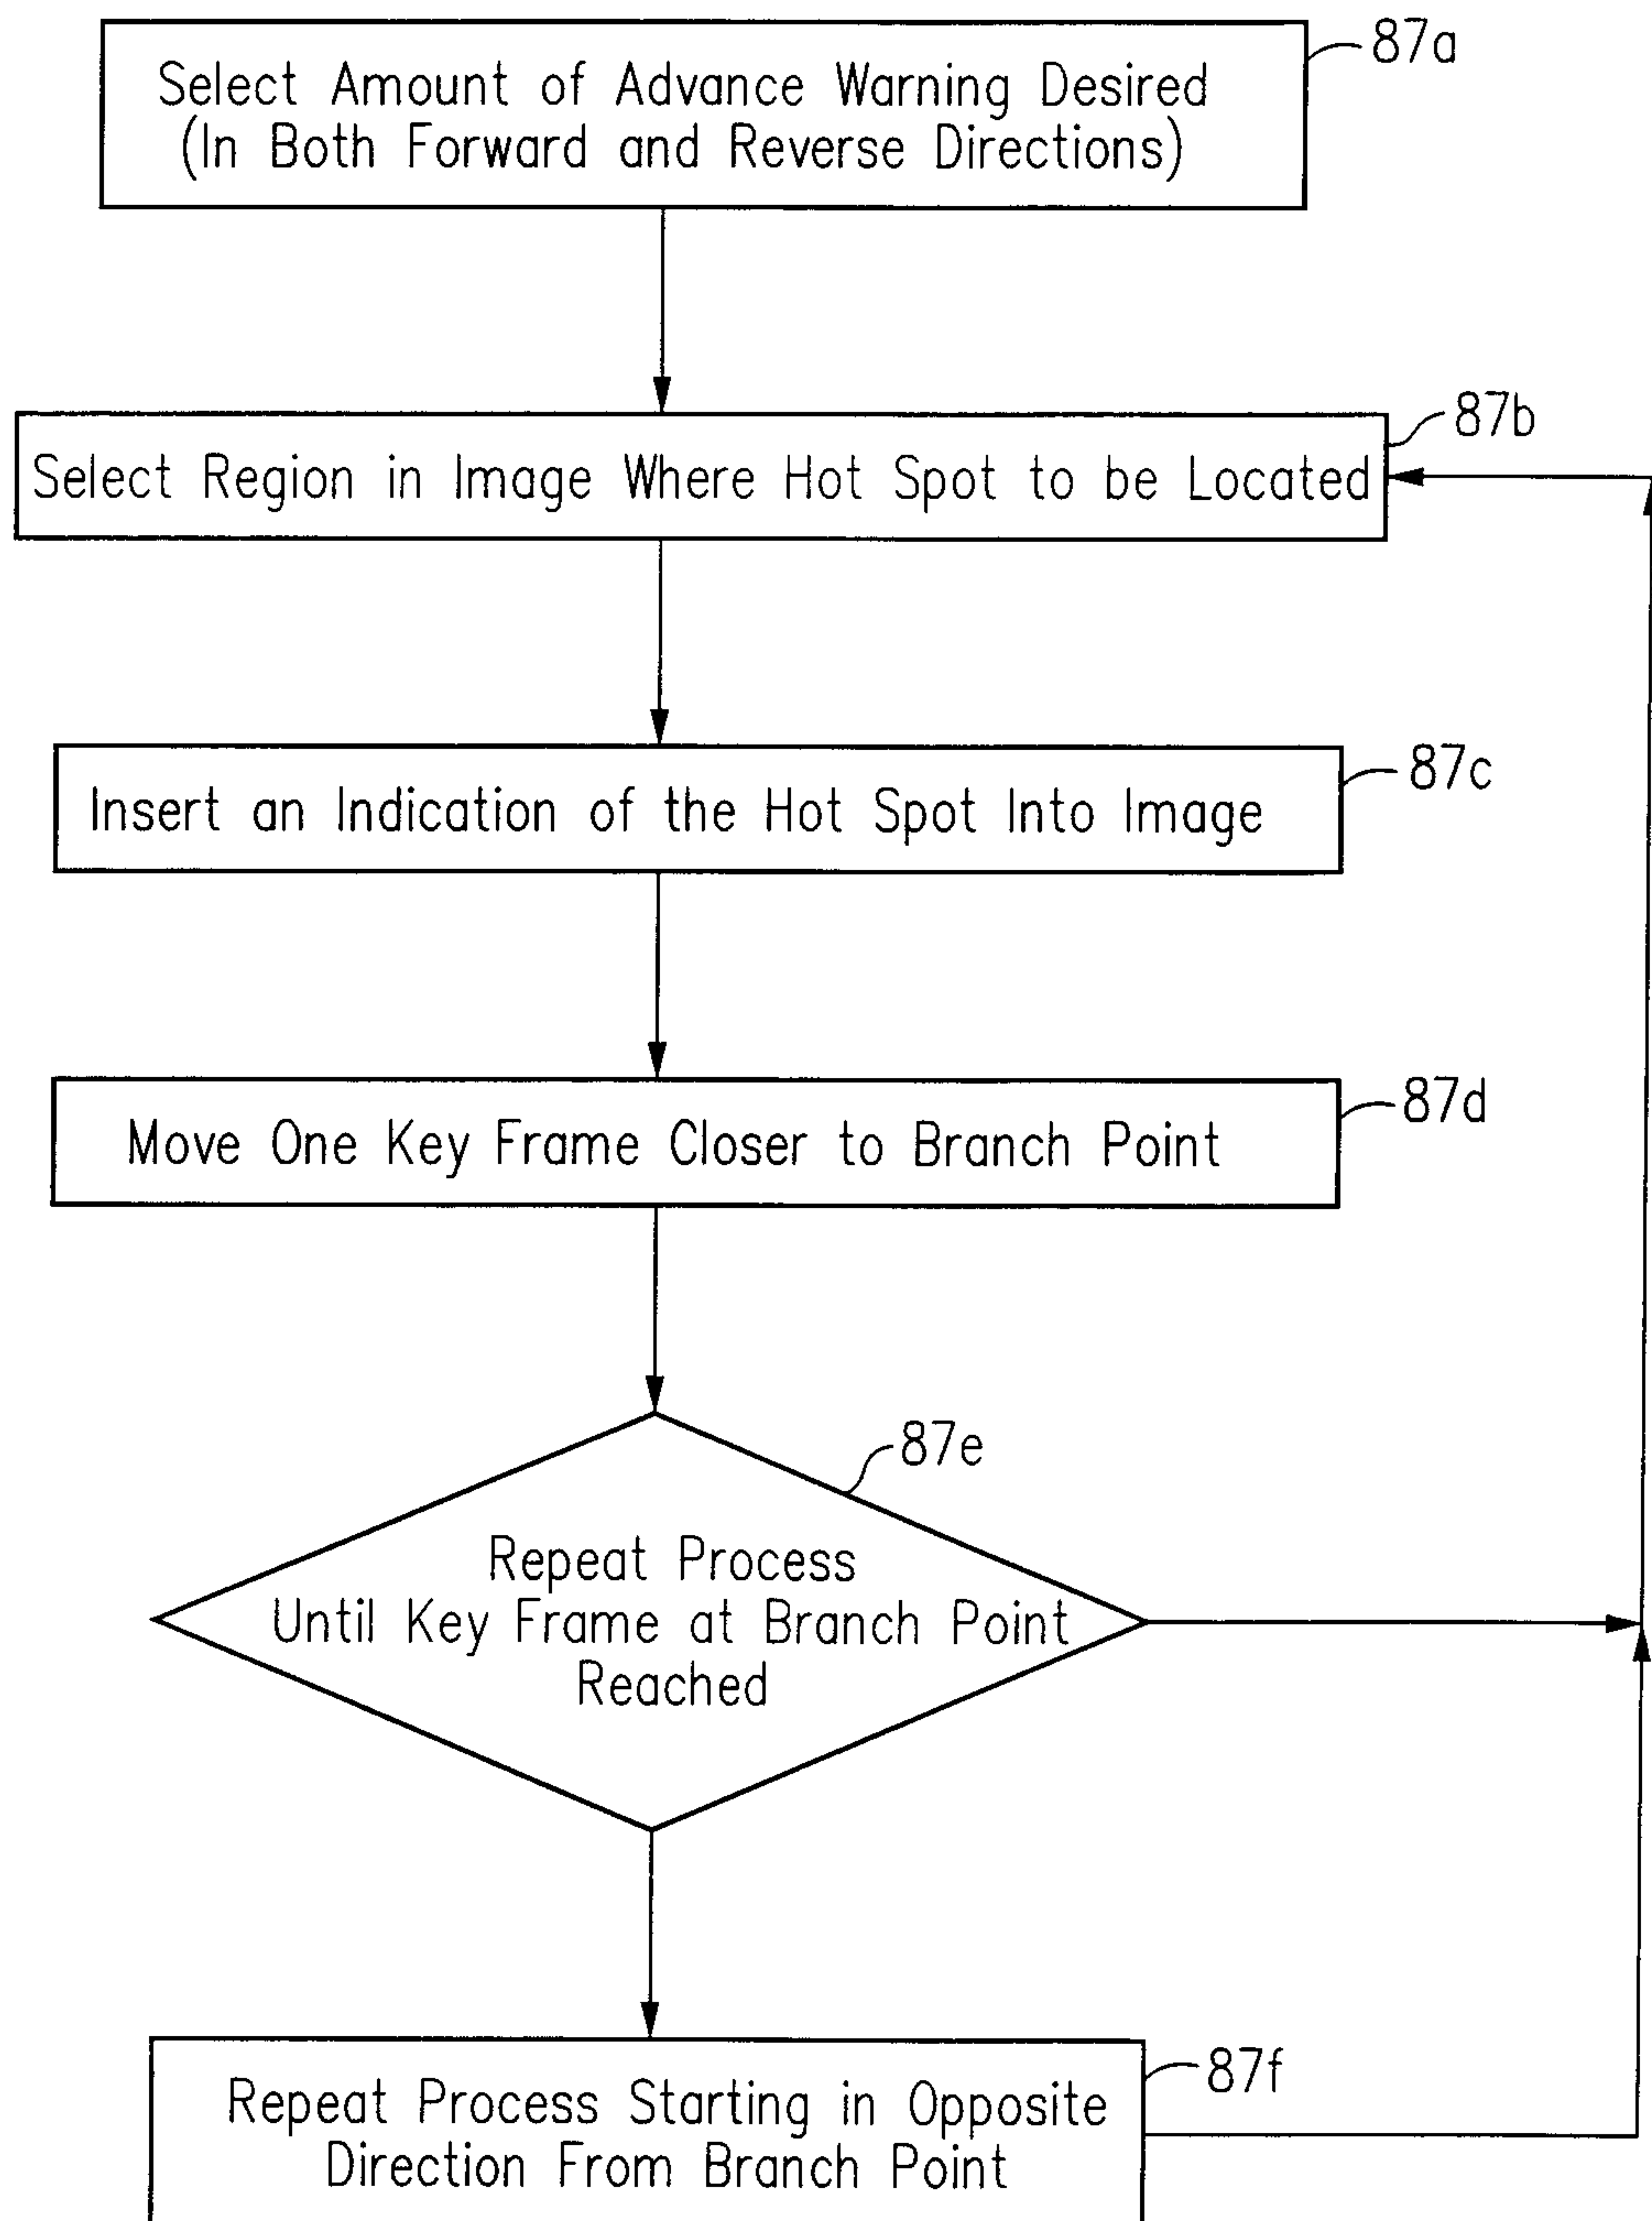 Select Amount of Advance Warning Desired
(In Both Forward and Reverse Directions)
87a
Select Region in Image Where Hot Spot to be Located
87b
Insert an Indication of the Hot Spot Into Image
87c
Move One Key Frame Closer to Branch Point
87d
87e
Repeat Process
Until Key Frame at Branch Point
Reached
Repeat Process Starting in Opposite
Direction From Branch Point
87f